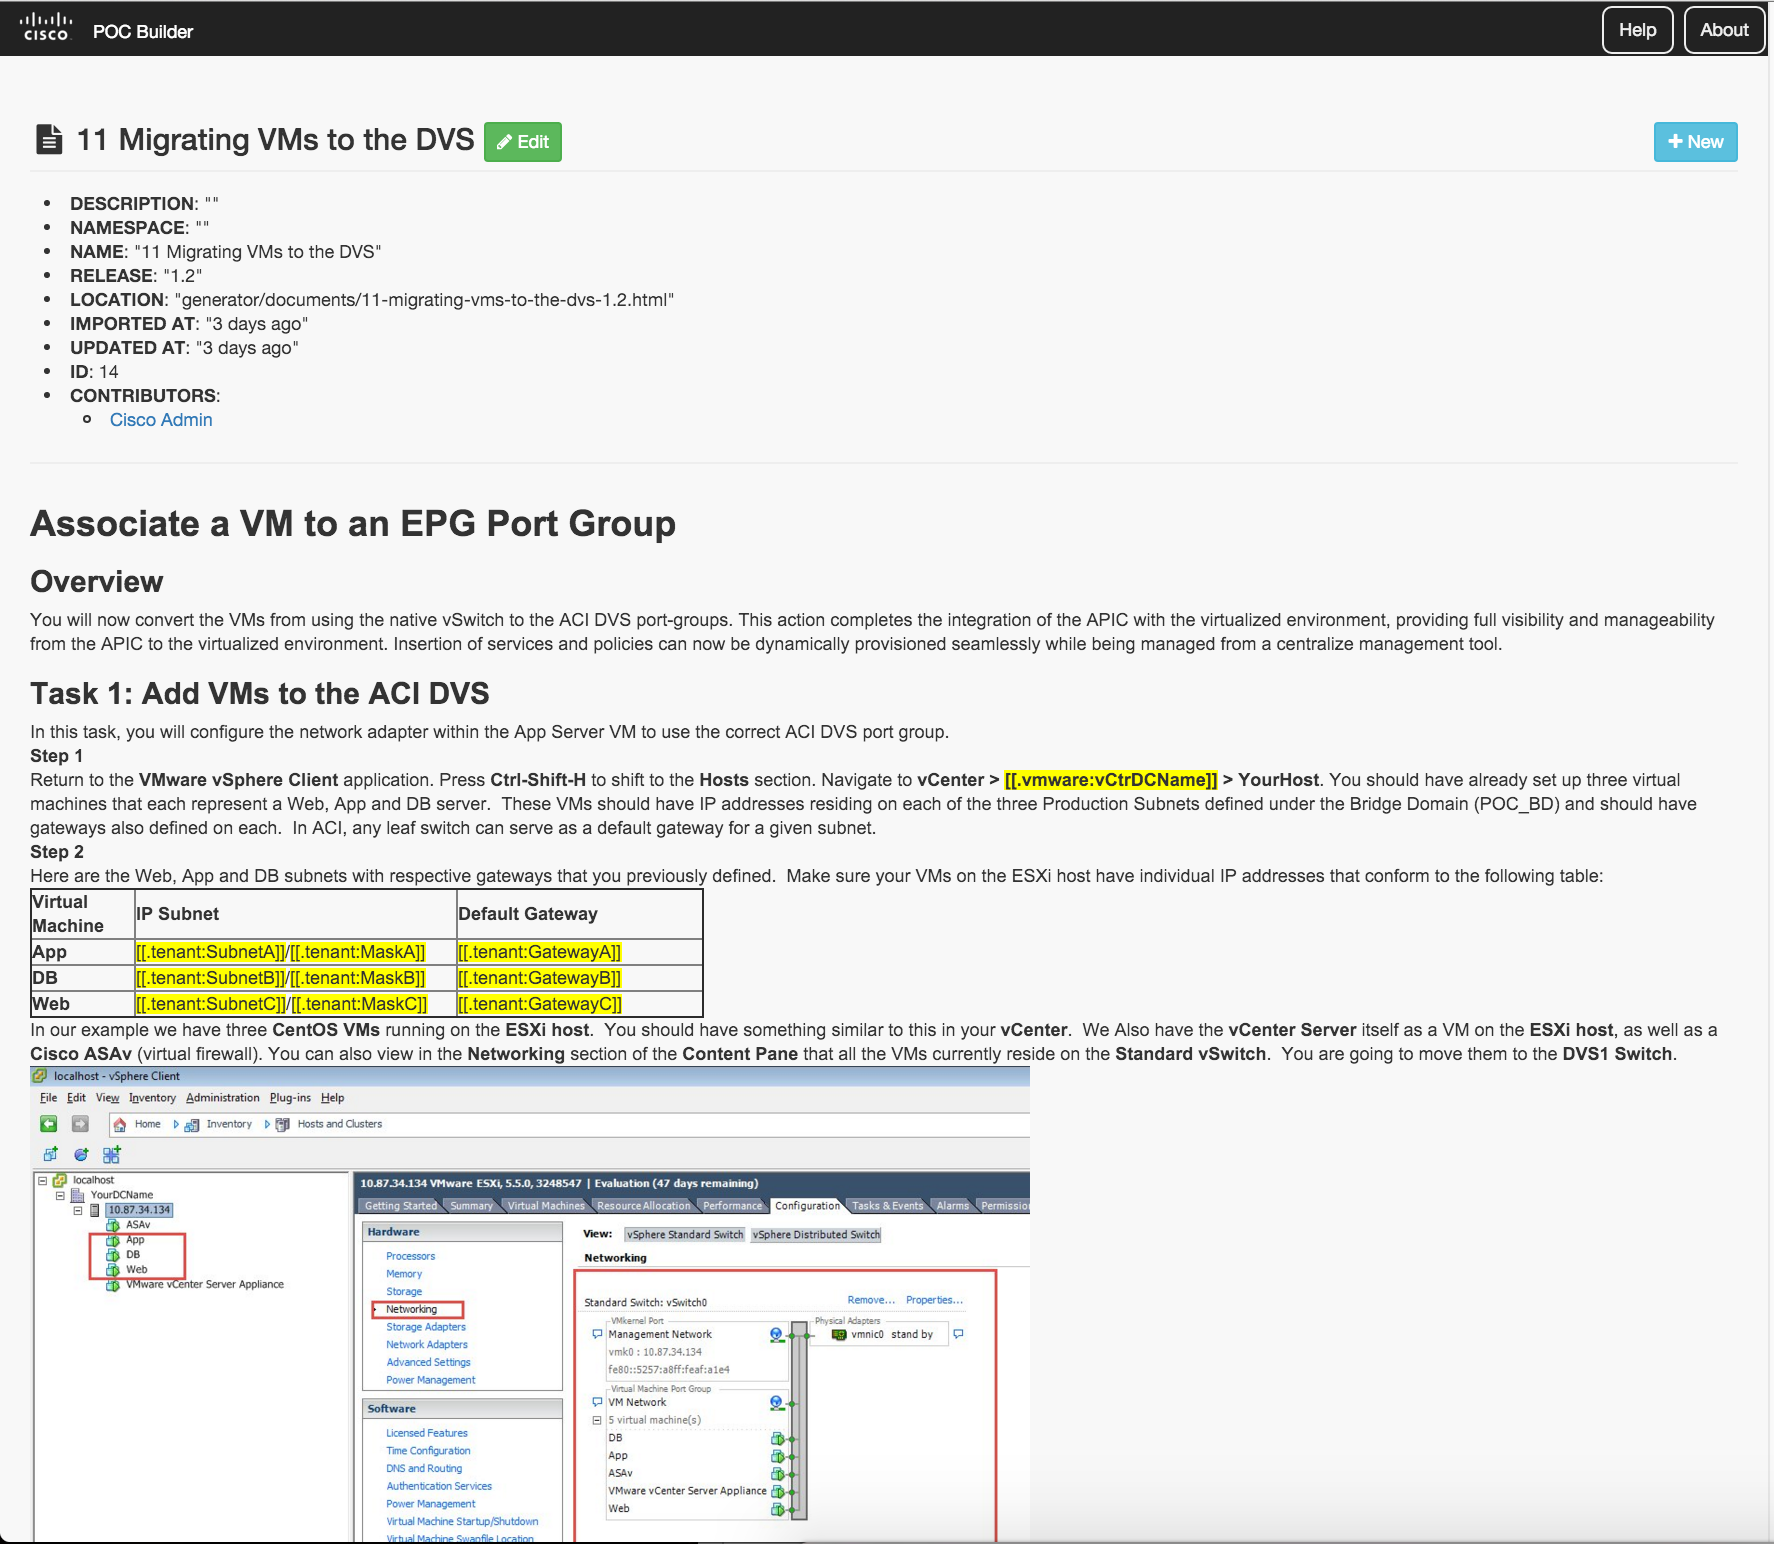 CISCO
POC Builder
Help
About
11 Migrating VMs to the DVS
Edit
+ New
• DESCRIPTION: ""
• NAMESPACE: ""
• NAME: "11 Migrating VMs to the DVS"
• RELEASE: "1.2"
• LOCATION: "generator/documents/11-migrating-vms-to-the-dvs-1.2.html"
• IMPORTED AT: "3 days ago"
• UPDATED AT: "3 days ago"
• ID: 14
• CONTRIBUTORS:
Cisco Admin
Associate a VM to an EPG Port Group
Overview
You will now convert the VMs from using the native vSwitch to the ACI DVS port-groups. This action completes the integration of the APIC with the virtualized environment, providing full visibility and manageability
from the APIC to the virtualized environment. Insertion of services and policies can now be dynamically provisioned seamlessly while being managed from a centralize management tool.
Task 1: Add VMs to the ACI DVS
In this task, you will configure the network adapter within the App Server VM to use the correct ACI DVS port group.
Step 1
Return to the VMware vSphere Client application. Press Ctrl-Shift-H to shift to the Hosts section. Navigate to vCenter > [[.vmware:vCtrDCName]] > YourHost. You should have already set up three virtual
machines that each represent a Web, App and DB server.  These VMs should have IP addresses residing on each of the three Production Subnets defined under the Bridge Domain (POC_BD) and should have
gateways also defined on each.  In ACI, any leaf switch can serve as a default gateway for a given subnet.
Step 2
Here are the Web, App and DB subnets with respective gateways that you previously defined.  Make sure your VMs on the ESXi host have individual IP addresses that conform to the following table:
Virtual
Machine
IP Subnet
Default Gateway
App
[[.tenant:SubnetA]]/[[.tenant:MaskA]]
[[.tenant:GatewayA]]
DB
[[.tenant:SubnetB]]/[[.tenant:MaskB]]
[[.tenant:GatewayB]]
Web
[[.tenant:SubnetC]]/[[.tenant:MaskC]]
[[.tenant:GatewayC]]
In our example we have three CentOS VMs running on the ESXi host.  You should have something similar to this in your vCenter.  We Also have the vCenter Server itself as a VM on the ESXi host, as well as a
Cisco ASAv (virtual firewall). You can also view in the Networking section of the Content Pane that all the VMs currently reside on the Standard vSwitch.  You are going to move them to the DVS1 Switch.
localhost - vSphere Client
File Edit View Inventory Administration Plug-ins Help
Home Inventory Hosts and Clusters
localhost
YourDCName
10.87.34.134
ASAv
App
DB
Web
VMware vCenter Server Appliance
10.87.34.134 VMware ESXi, 5.5.0, 3248547 | Evaluation (47 days remaining)
Getting Started Summary Virtual Machines Resource Allocation Performance Configuration Tasks & Events Alarms Permission
Hardware
Processors
Memory
Storage
Networking
Storage Adapters
Network Adapters
Advanced Settings
Power Management
Software
Licensed Features
Time Configuration
DNS and Routing
Authentication Services
Power Management
Virtual Machine Startup/Shutdown
Virtual Machine Swapfile Location
View: vSphere Standard Switch vSphere Distributed Switch
Networking
Standard Switch: vSwitch0
Remove... Properties...
VMkernel Port
Management Network
vmk0 : 10.87.34.134
fe80::5257:a8ff:feaf:a1e4
Physical Adapters
vmnic0 stand by
Virtual Machine Port Group
VM Network
5 virtual machine(s)
DB
App
ASAv
VMware vCenter Server Appliance
Web